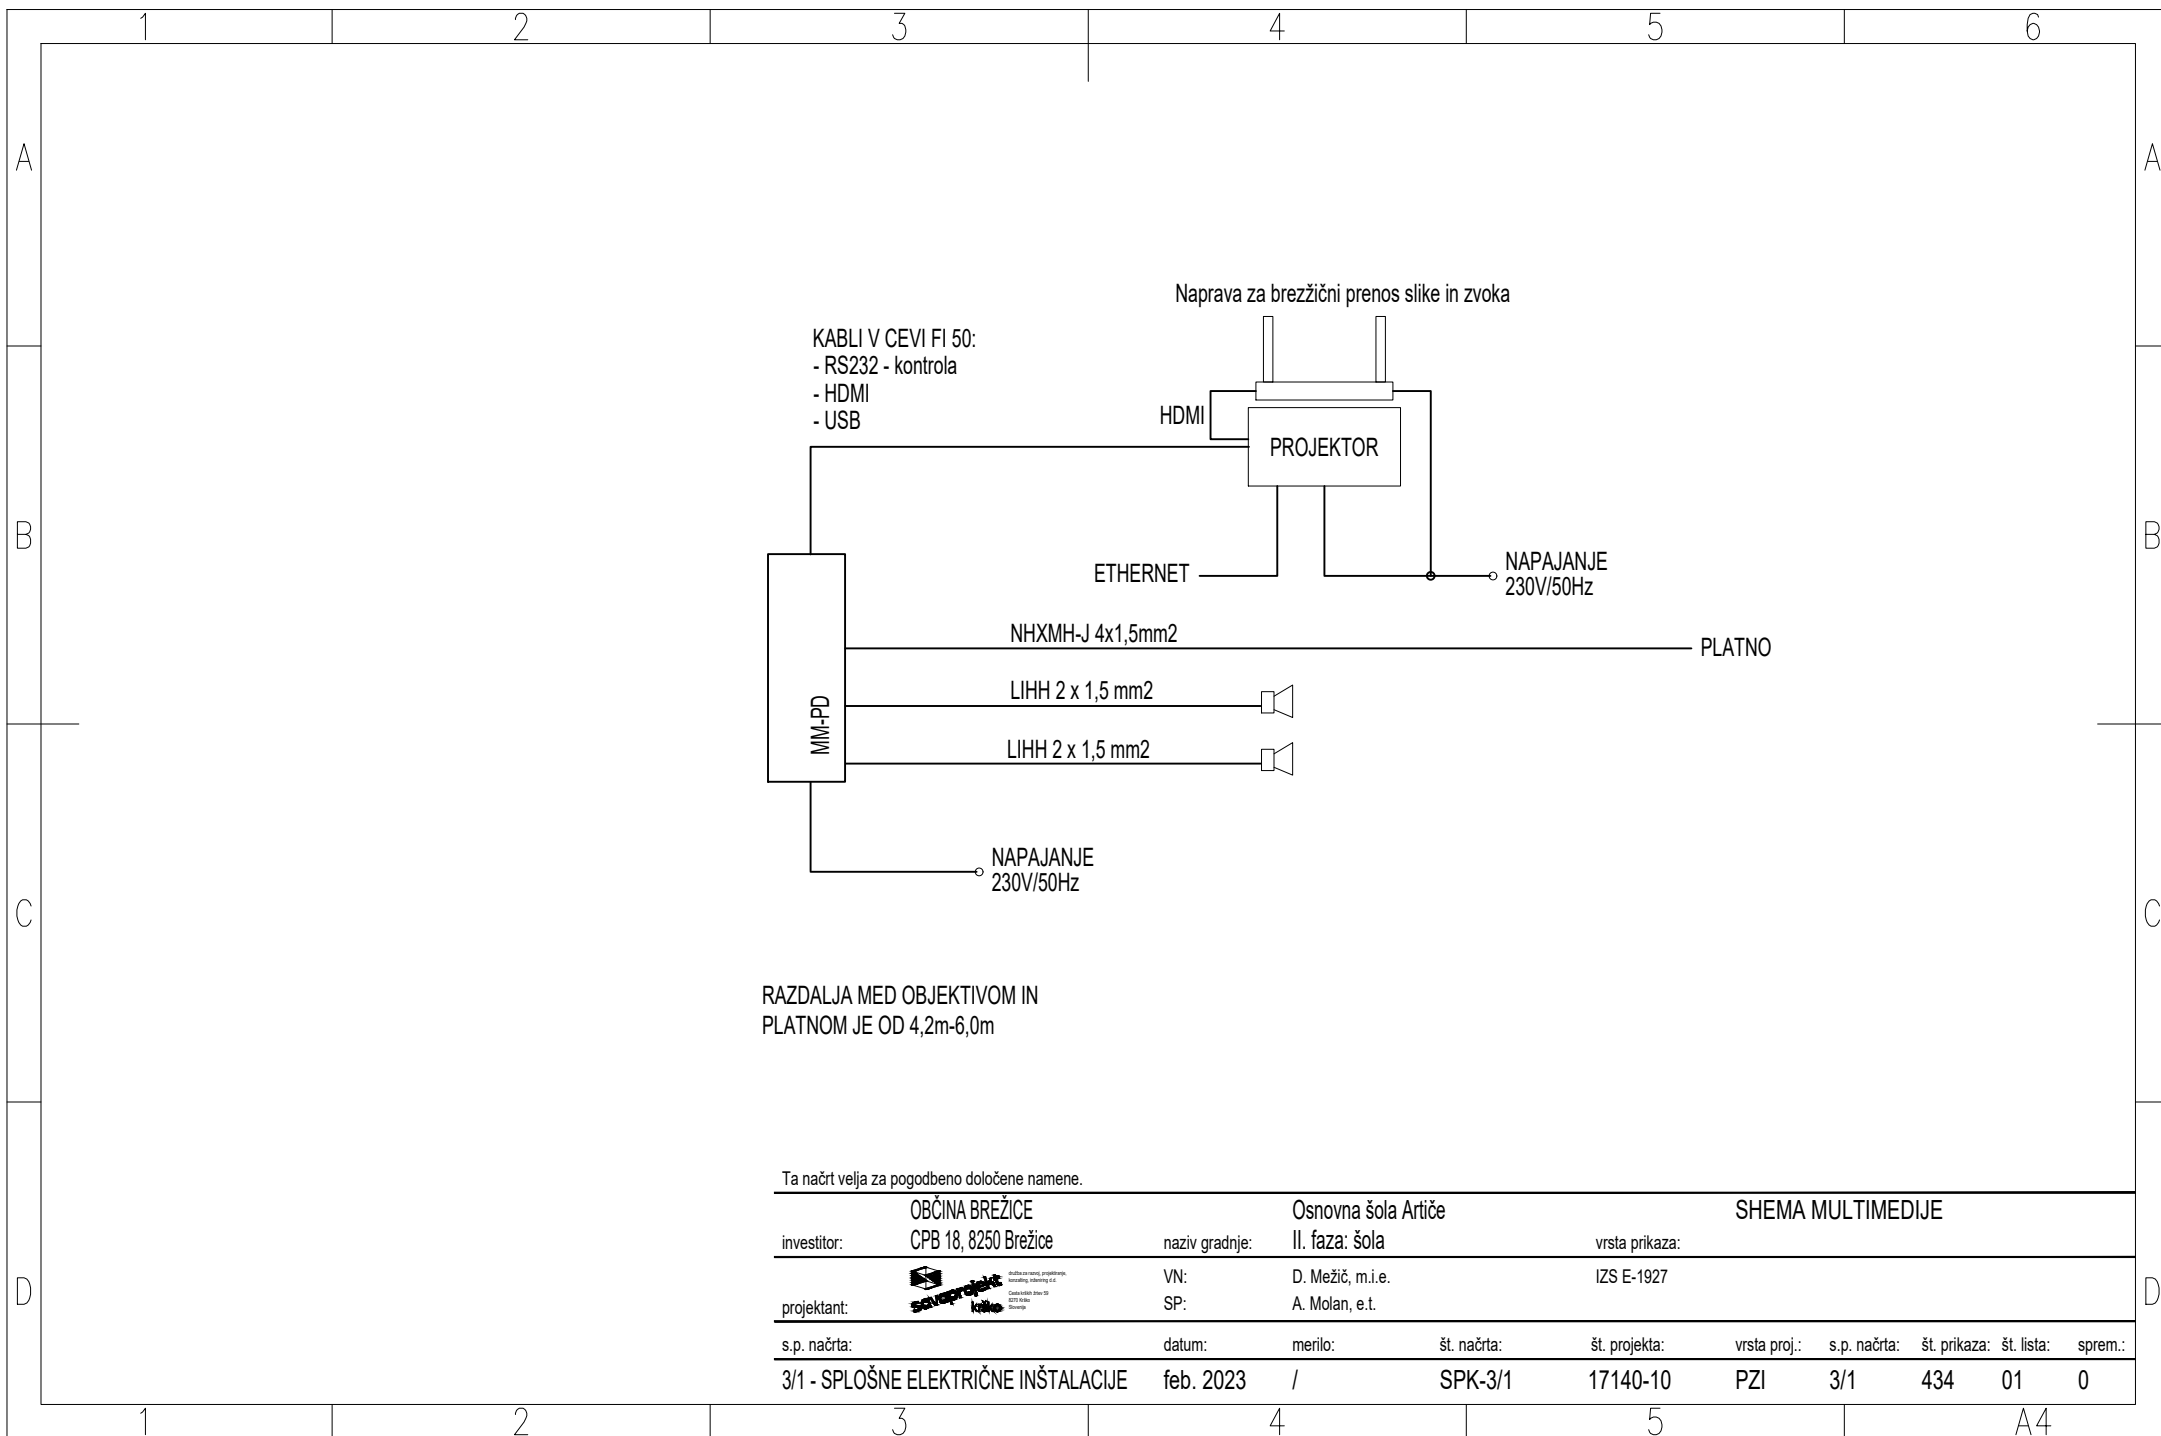 1 2 3 4 5 6
A A
Naprava za brezžični prenos slike in zvoka
KABLI V CEVI FI 50:
- RS232 - kontrola
- HDMI
- USB
HDMI
PROJEKTOR
B B
ETHERNET
NAPAJANJE
230V/50Hz
NHXMH-J 4x1,5mm2
PLATNO
LIHH 2 x 1,5 mm2
MM-PD
LIHH 2 x 1,5 mm2
NAPAJANJE
230V/50Hz
C C
RAZDALJA MED OBJEKTIVOM IN
PLATNOM JE OD 4,2m-6,0m
Ta načrt velja za pogodbeno določene namene.
OBČINA BREŽICE Osnovna šola Artiče SHEMA MULTIMEDIJE
investitor: CPB 18, 8250 Brežice naziv gradnje: II. faza: šola vrsta prikaza:
savaprojekt
krško
VN: D. Mežič, m.i.e. IZS E-1927
projektant: SP: A. Molan, e.t.
D D
s.p. načrta: datum: merilo: št. načrta: št. projekta: vrsta proj.: s.p. načrta: št. prikaza: št. lista: sprem.:
3/1 - SPLOŠNE ELEKTRIČNE INŠTALACIJE feb. 2023 / SPK-3/1 17140-10 PZI 3/1 434 01 0
1 2 3 4 5 A4